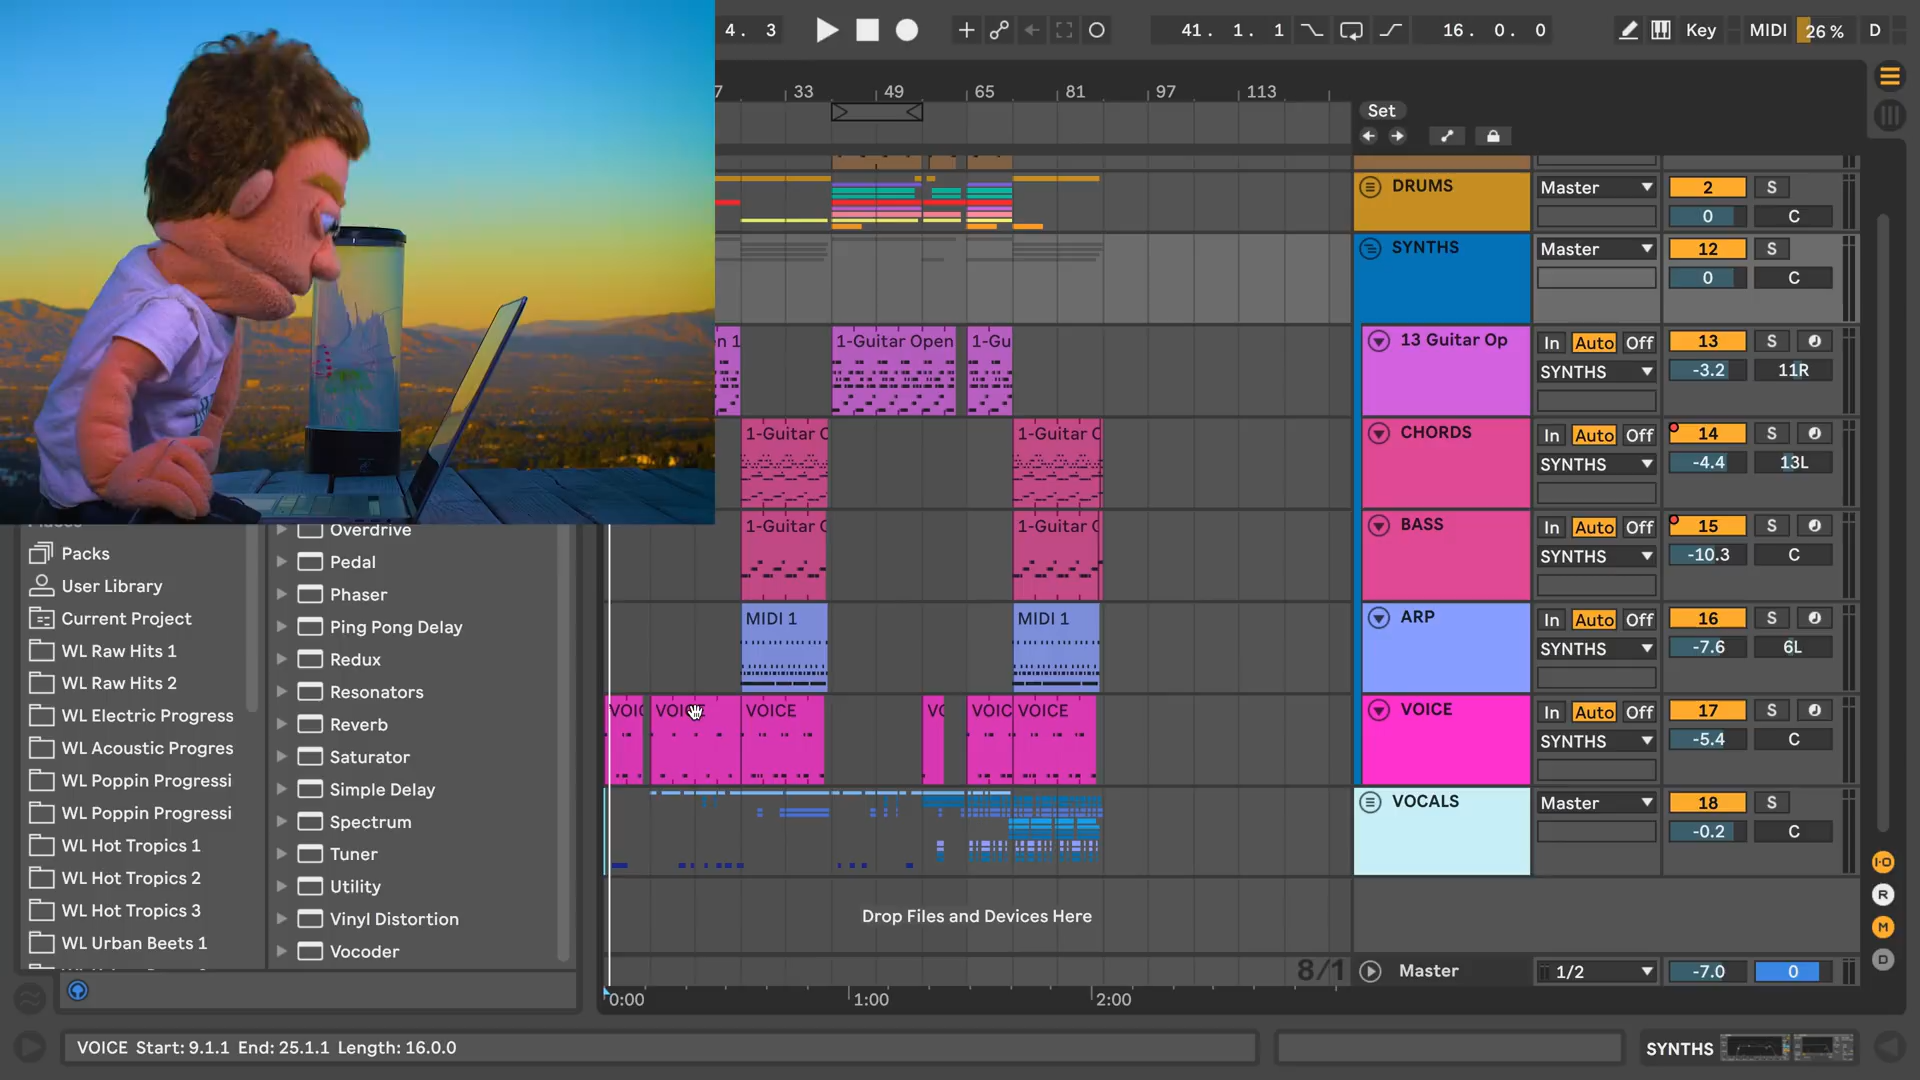 4. 3
41. 1. 1
16. 0. 0
Key
MIDI
26 %
D
33
49
65
81
97
113
Set
DRUMS
Master
2
S
0
C
SYNTHS
Master
12
S
0
C
1-Guitar Open
1-Gu
13 Guitar Op
In
Auto
Off
SYNTHS
13
S
-3.2
11R
1-Guitar C
1-Guitar C
CHORDS
In
Auto
Off
SYNTHS
14
S
-4.4
13L
1-Guitar C
1-Guitar C
BASS
In
Auto
Off
SYNTHS
15
S
-10.3
C
MIDI 1
MIDI 1
ARP
In
Auto
Off
SYNTHS
16
S
-7.6
6L
VOICE
VOICE
VOIC
VOICE
VOICE
In
Auto
Off
SYNTHS
17
S
-5.4
C
VOCALS
Master
18
S
-0.2
C
Drop Files and Devices Here
8/1
Master
1/2
-7.0
0
0:00
1:00
2:00
Packs
User Library
Current Project
WL Raw Hits 1
WL Raw Hits 2
WL Electric Progress
WL Acoustic Progres
WL Poppin Progressi
WL Poppin Progressi
WL Hot Tropics 1
WL Hot Tropics 2
WL Hot Tropics 3
WL Urban Beets 1
Overdrive
Pedal
Phaser
Ping Pong Delay
Redux
Resonators
Reverb
Saturator
Simple Delay
Spectrum
Tuner
Utility
Vinyl Distortion
Vocoder
I·O
R
M
D
VOICE Start: 9.1.1 End: 25.1.1 Length: 16.0.0
SYNTHS